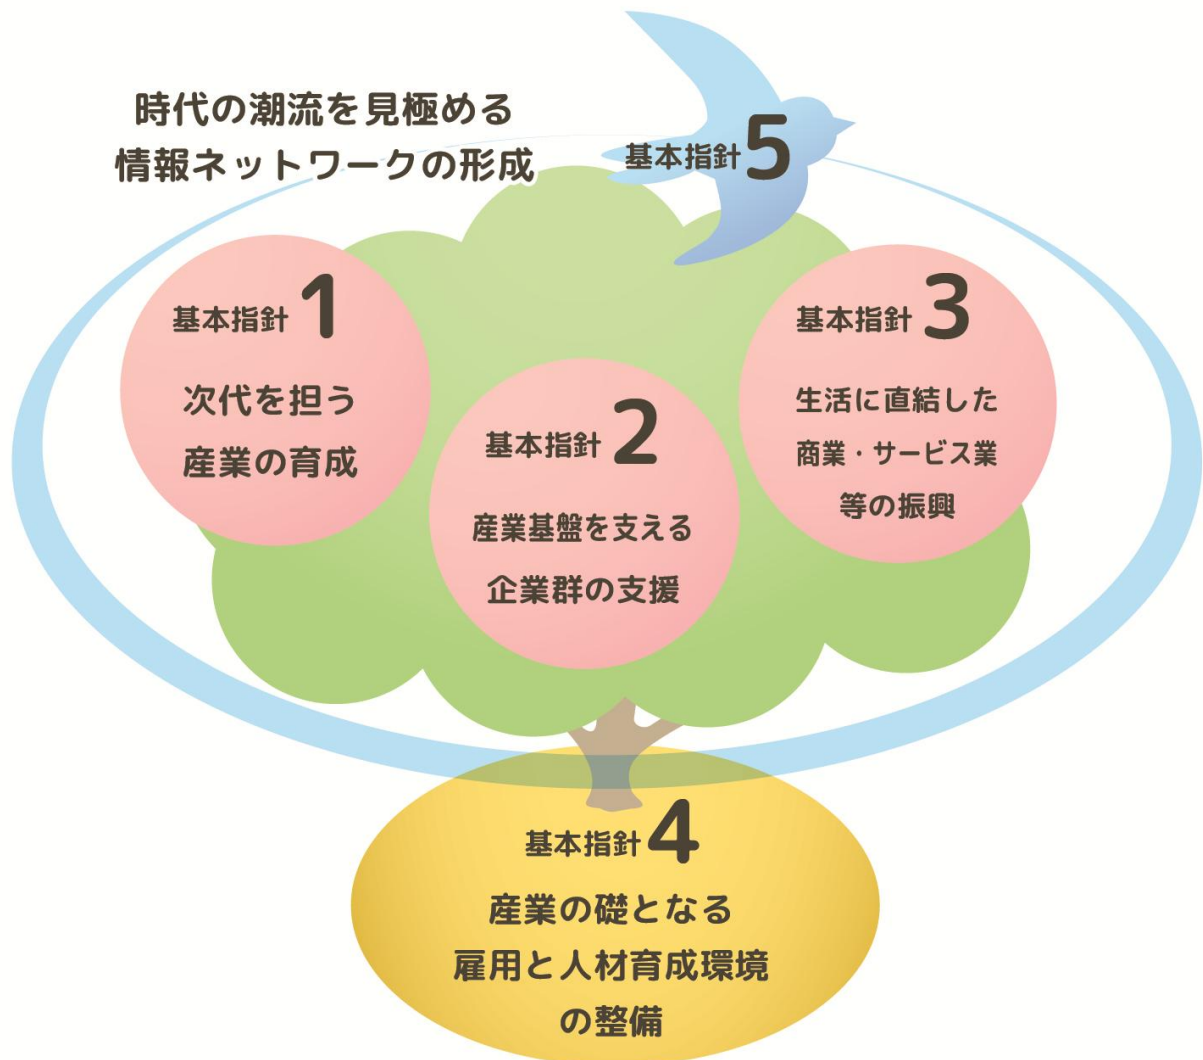 時代の潮流を見極める
情報ネットワークの形成
基本指針5
基本指針1
次代を担う
産業の育成
基本指針2
産業基盤を支える
企業群の支援
基本指針3
生活に直結した
商業・サービス業
等の振興
基本指針4
産業の礎となる
雇用と人材育成環境
の整備